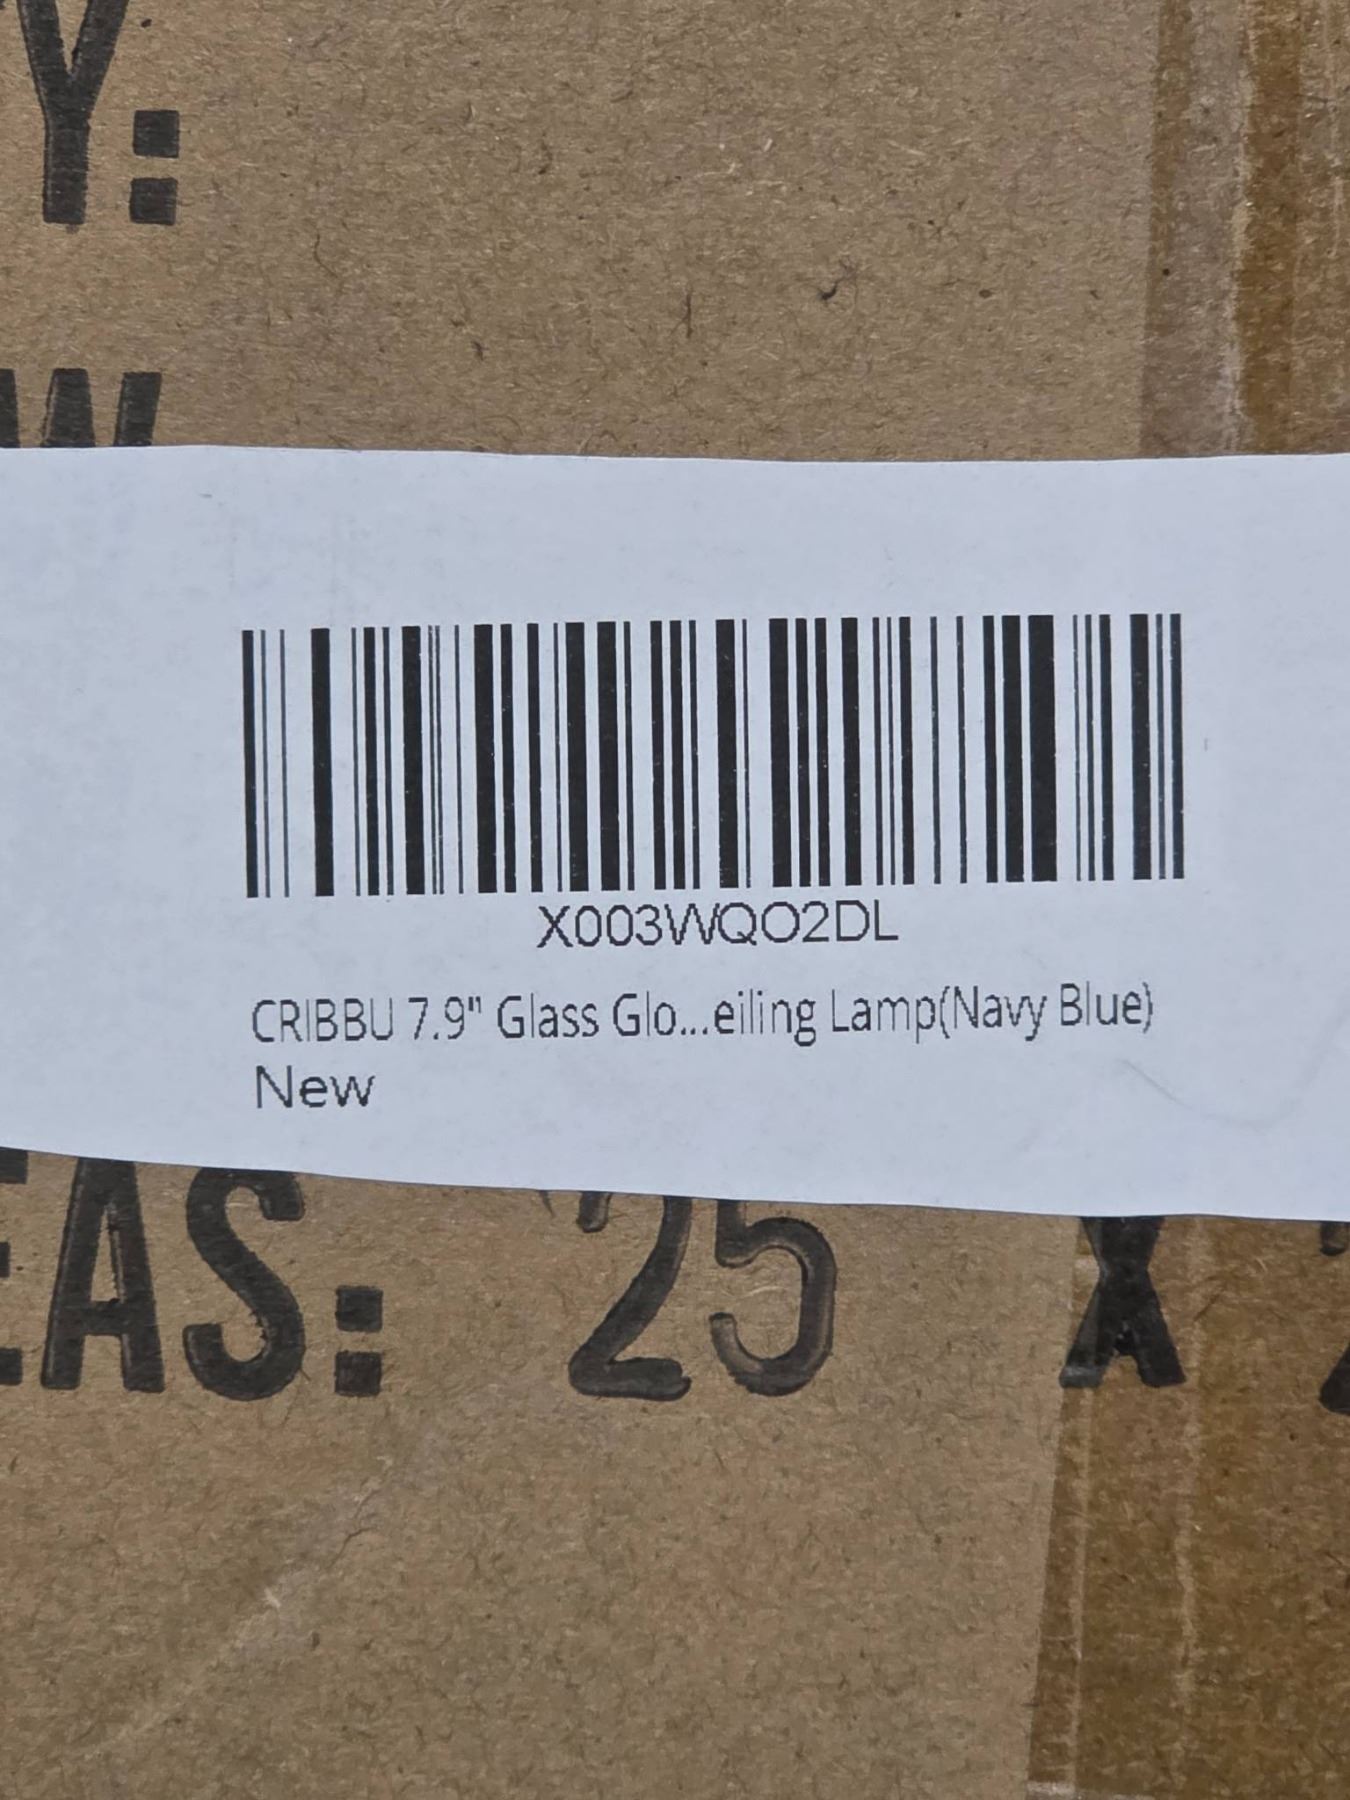 Y:
W
X003WQO2DL
CRIBBU 7.9" Glass Glo...eiling Lamp(Navy Blue)
New
EAS: 25 X